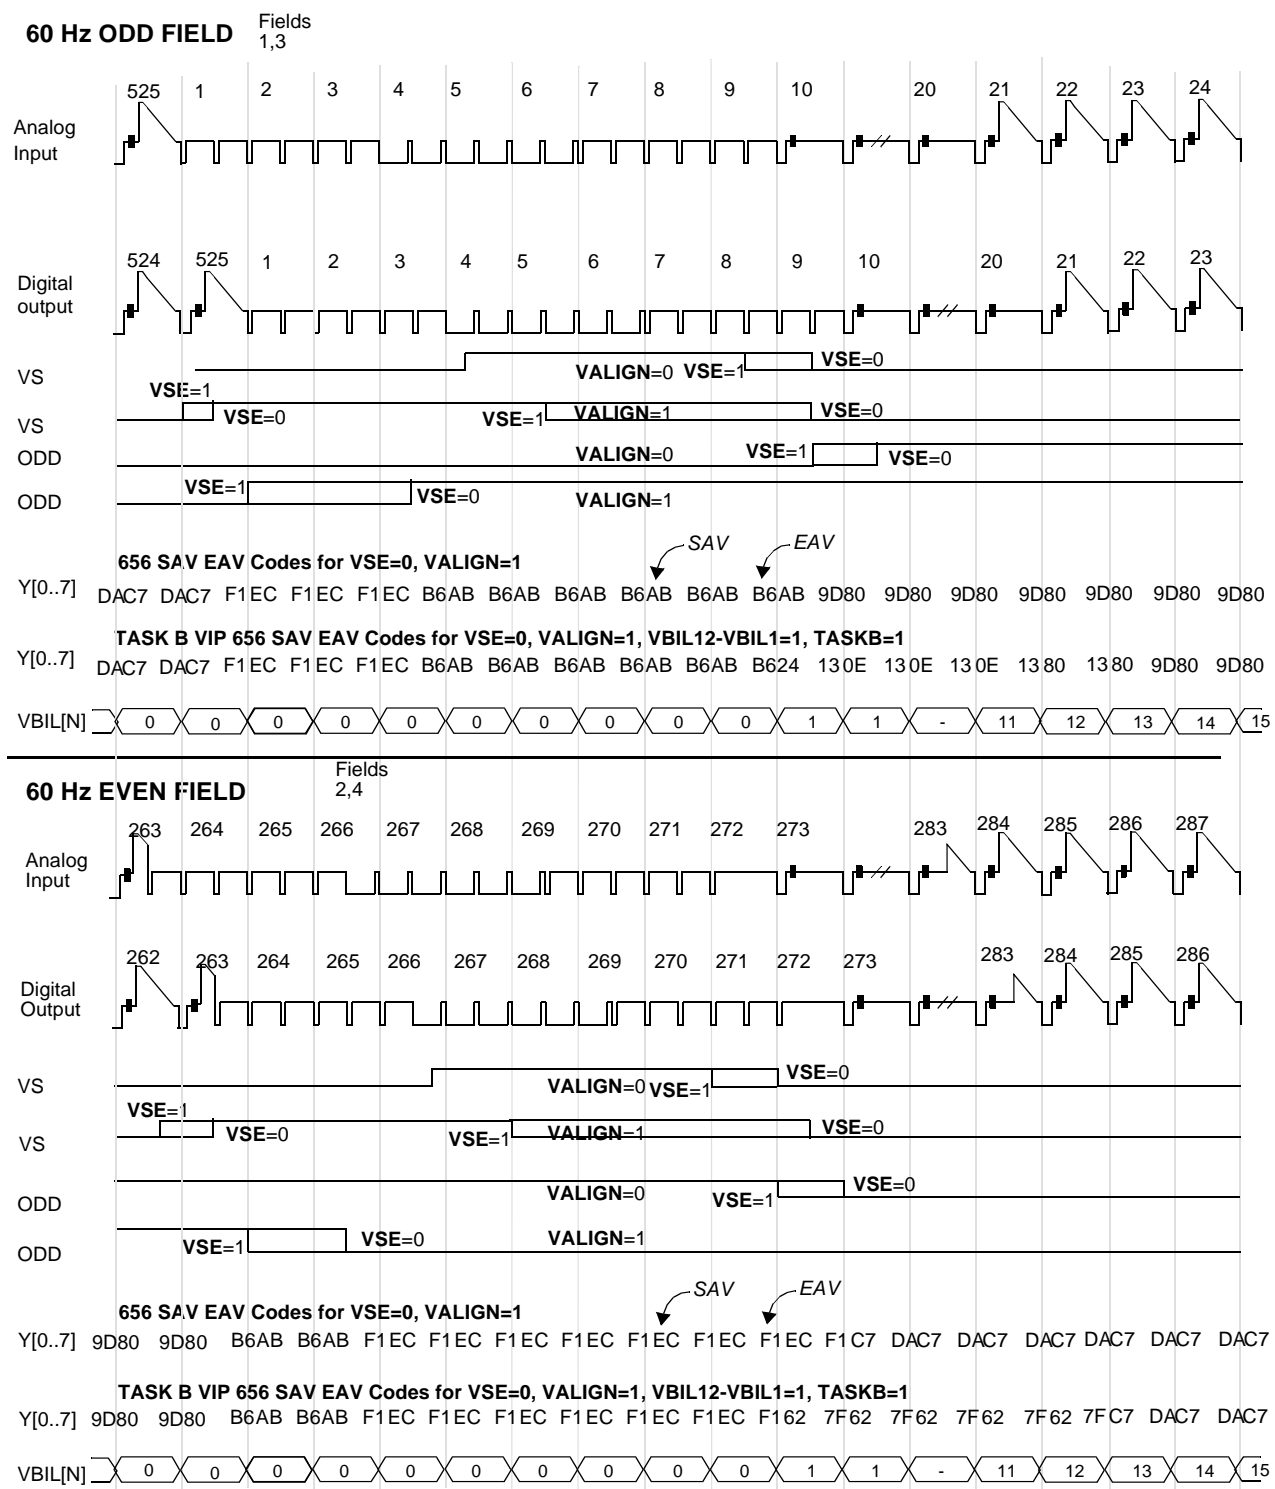 60 Hz ODD FIELD Fields 1,3
525 1 2 3 4 5 6 7 8 9 10 20 21 22 23 24
Analog
Input
524 525 1 2 3 4 5 6 7 8 9 10 20 21 22 23
Digital
output
VS VALIGN=0 VSE=1 VSE=0
VSE=1
VS VSE=0 VSE=1 VALIGN=1 VSE=0
ODD VALIGN=0 VSE=1 VSE=0
ODD VSE=1 VSE=0 VALIGN=1
SAV EAV
656 SAV EAV Codes for VSE=0, VALIGN=1
Y[0..7] DAC7 DAC7 F1EC F1EC F1EC B6AB B6AB B6AB B6AB B6AB B6AB 9D80 9D80 9D80 9D80 9D80 9D80 9D80
TASK B VIP 656 SAV EAV Codes for VSE=0, VALIGN=1, VBIL12-VBIL1=1, TASKB=1
Y[0..7] DAC7 DAC7 F1EC F1EC F1EC B6AB B6AB B6AB B6AB B6AB B624 130E 130E 130E 1380 1380 9D80 9D80
VBIL[N] 0 0 0 0 0 0 0 0 0 0 1 1 - 11 12 13 14 15
60 Hz EVEN FIELD Fields 2,4
263 264 265 266 267 268 269 270 271 272 273 283 284 285 286 287
Analog
Input
262 263 264 265 266 267 268 269 270 271 272 273 283 284 285 286
Digital
Output
VS VALIGN=0 VSE=1 VSE=0
VSE=1
VS VSE=0 VSE=1 VALIGN=1 VSE=0
ODD VALIGN=0 VSE=1 VSE=0
ODD VSE=1 VSE=0 VALIGN=1
SAV EAV
656 SAV EAV Codes for VSE=0, VALIGN=1
Y[0..7] 9D80 9D80 B6AB B6AB F1EC F1EC F1EC F1EC F1EC F1EC F1EC F1C7 DAC7 DAC7 DAC7 DAC7 DAC7 DAC7
TASK B VIP 656 SAV EAV Codes for VSE=0, VALIGN=1, VBIL12-VBIL1=1, TASKB=1
Y[0..7] 9D80 9D80 B6AB B6AB F1EC F1EC F1EC F1EC F1EC F1EC F162 7F62 7F62 7F62 7F62 7FC7 DAC7 DAC7
VBIL[N] 0 0 0 0 0 0 0 0 0 0 1 1 - 11 12 13 14 15